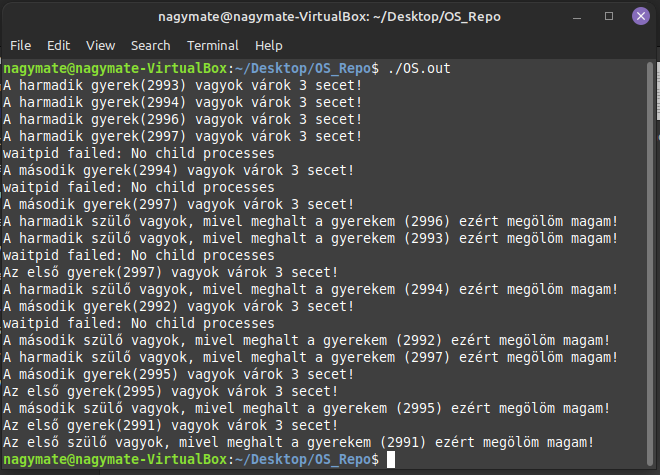 nagymate@nagymate-VirtualBox: ~/Desktop/OS_Repo
File Edit View Search Terminal Help
nagymate@nagymate-VirtualBox:~/Desktop/OS_Repo$ ./OS.out
A harmadik gyerek(2993) vagyok várok 3 secet!
A harmadik gyerek(2994) vagyok várok 3 secet!
A harmadik gyerek(2996) vagyok várok 3 secet!
A harmadik gyerek(2997) vagyok várok 3 secet!
waitpid failed: No child processes
A második gyerek(2994) vagyok várok 3 secet!
waitpid failed: No child processes
A második gyerek(2997) vagyok várok 3 secet!
A harmadik szülő vagyok, mivel meghalt a gyerekem (2996) ezért megölöm magam!
A harmadik szülő vagyok, mivel meghalt a gyerekem (2993) ezért megölöm magam!
waitpid failed: No child processes
Az első gyerek(2997) vagyok várok 3 secet!
A harmadik szülő vagyok, mivel meghalt a gyerekem (2994) ezért megölöm magam!
A második gyerek(2992) vagyok várok 3 secet!
waitpid failed: No child processes
A második szülő vagyok, mivel meghalt a gyerekem (2992) ezért megölöm magam!
A harmadik szülő vagyok, mivel meghalt a gyerekem (2997) ezért megölöm magam!
A második gyerek(2995) vagyok várok 3 secet!
Az első gyerek(2995) vagyok várok 3 secet!
A második szülő vagyok, mivel meghalt a gyerekem (2995) ezért megölöm magam!
Az első gyerek(2991) vagyok várok 3 secet!
Az első szülő vagyok, mivel meghalt a gyerekem (2991) ezért megölöm magam!
nagymate@nagymate-VirtualBox:~/Desktop/OS_Repo$